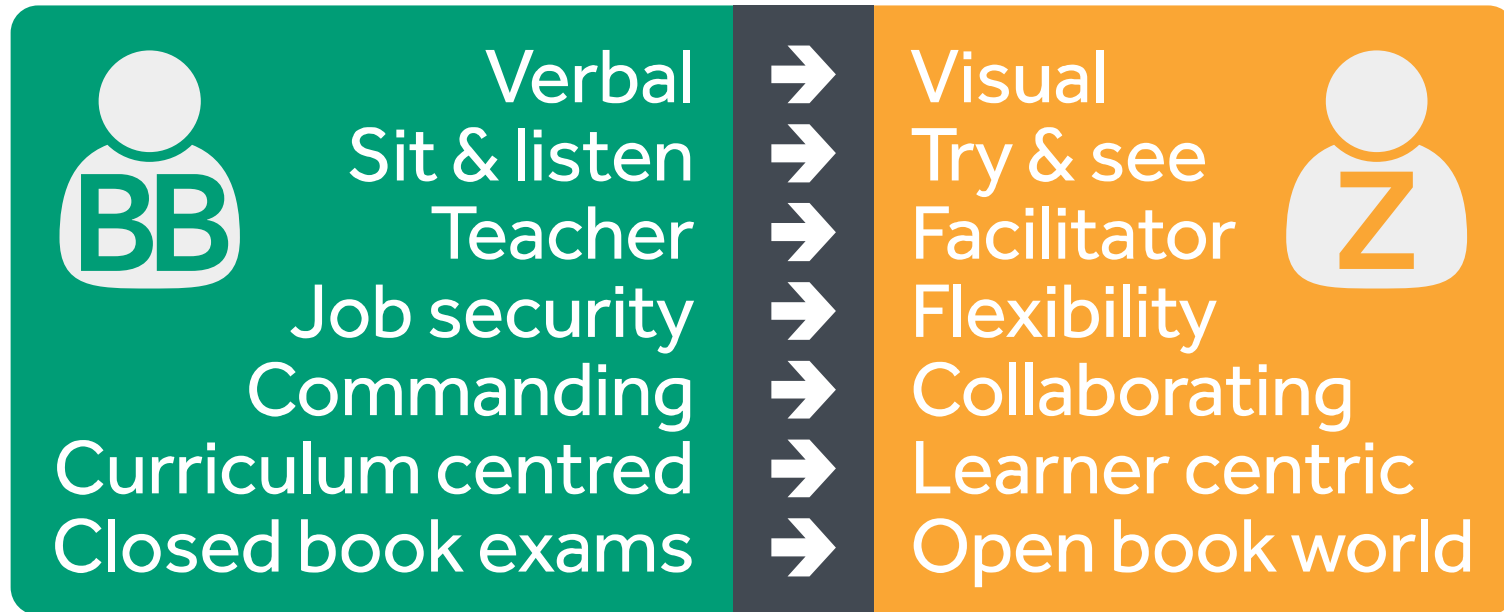 BB
Verbal → Visual
Sit & listen → Try & see
Teacher → Facilitator
Job security → Flexibility
Commanding → Collaborating
Curriculum centred → Learner centric
Closed book exams → Open book world
Z